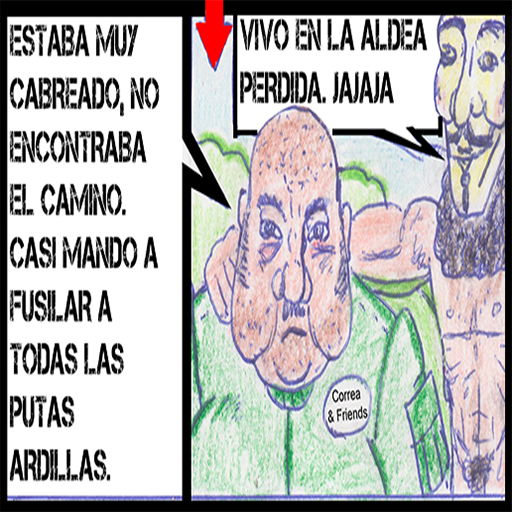 ESTABA MUY
CABREADO, NO
ENCONTRABA
EL CAMINO.
CASI MANDO A
FUSILAR A
TODAS LAS
PUTAS
ARDILLAS.
VIVO EN LA ALDEA
PERDIDA. JAJAJA
Correa
& Friends